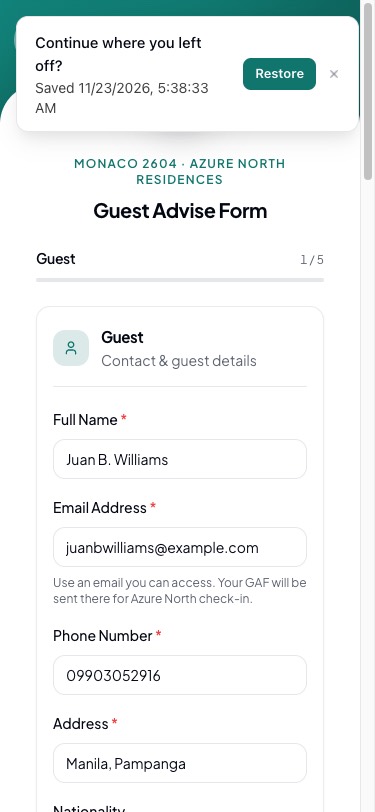 Continue where you left
off?
Saved 11/23/2026, 5:38:33
AM
Restore
×
MONACO 2604 · AZURE NORTH
RESIDENCES
Guest Advise Form
Guest
1 / 5
Guest
Contact & guest details
Full Name *
Juan B. Williams
Email Address *
juanbwilliams@example.com
Use an email you can access. Your GAF will be
sent there for Azure North check-in.
Phone Number *
09903052916
Address *
Manila, Pampanga
Nationality